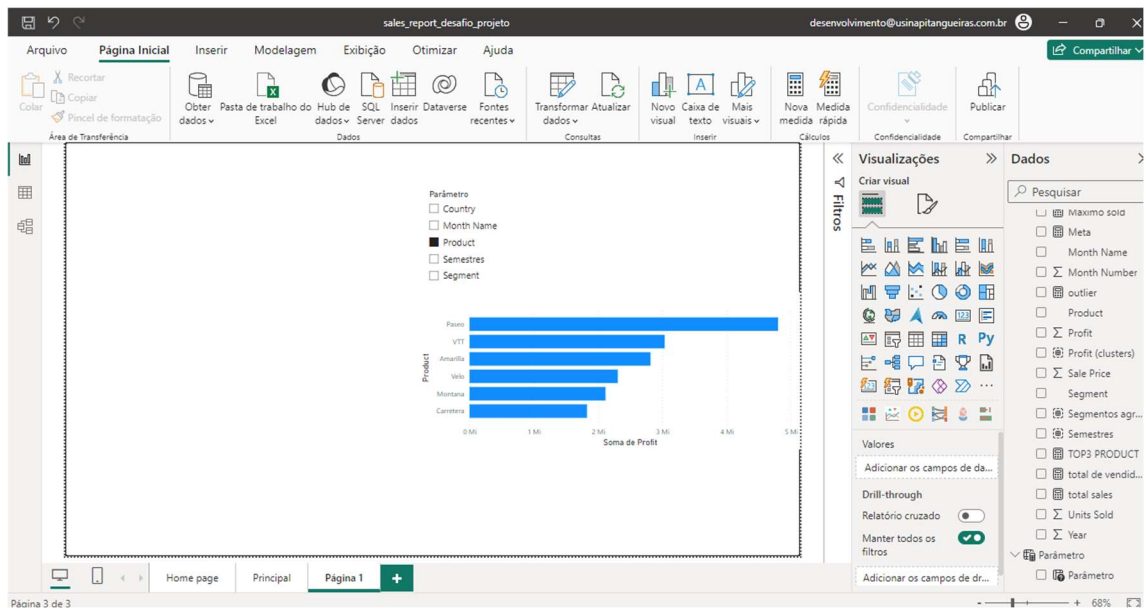 sales_report_desafio_projeto
desenvolvimento@usinapitangueiras.com.br
Arquivo Página Inicial Inserir Modelagem Exibição Otimizar Ajuda
Compartilhar
Colar
Recortar
Copiar
Pincel de formatação
Área de Transferência
Obter dados
Pasta de trabalho do Excel
Hub de dados
SQL Server
Inserir dados
Dataverse
Fontes recentes
Dados
Transformar dados
Atualizar
Consultas
Novo visual
Caixa de texto
Mais visuais
Inserir
Nova medida
Medida rápida
Cálculos
Confidencialidade
Confidencialidade
Publicar
Compartilhar
Parâmetro
Country
Month Name
Product
Semestres
Segment
Product
Paseo
VTT
Amarilla
Velo
Montana
Carretera
0 Mi 1 Mi 2 Mi 3 Mi 4 Mi 5 Mi
Soma de Profit
Filtros
Visualizações
Criar visual
123
R Py
123
Valores
Adicionar os campos de da...
Drill-through
Relatório cruzado
Manter todos os
filtros
Adicionar os campos de dr...
Dados
Pesquisar
Maximo sold
Meta
Month Name
Month Number
outlier
Product
Profit
Profit (clusters)
Sale Price
Segment
Segmentos agr...
Semestres
TOP3 PRODUCT
total de vendid...
total sales
Units Sold
Year
Parâmetro
Parâmetro
Home page Principal Página 1
Página 3 de 3
68%